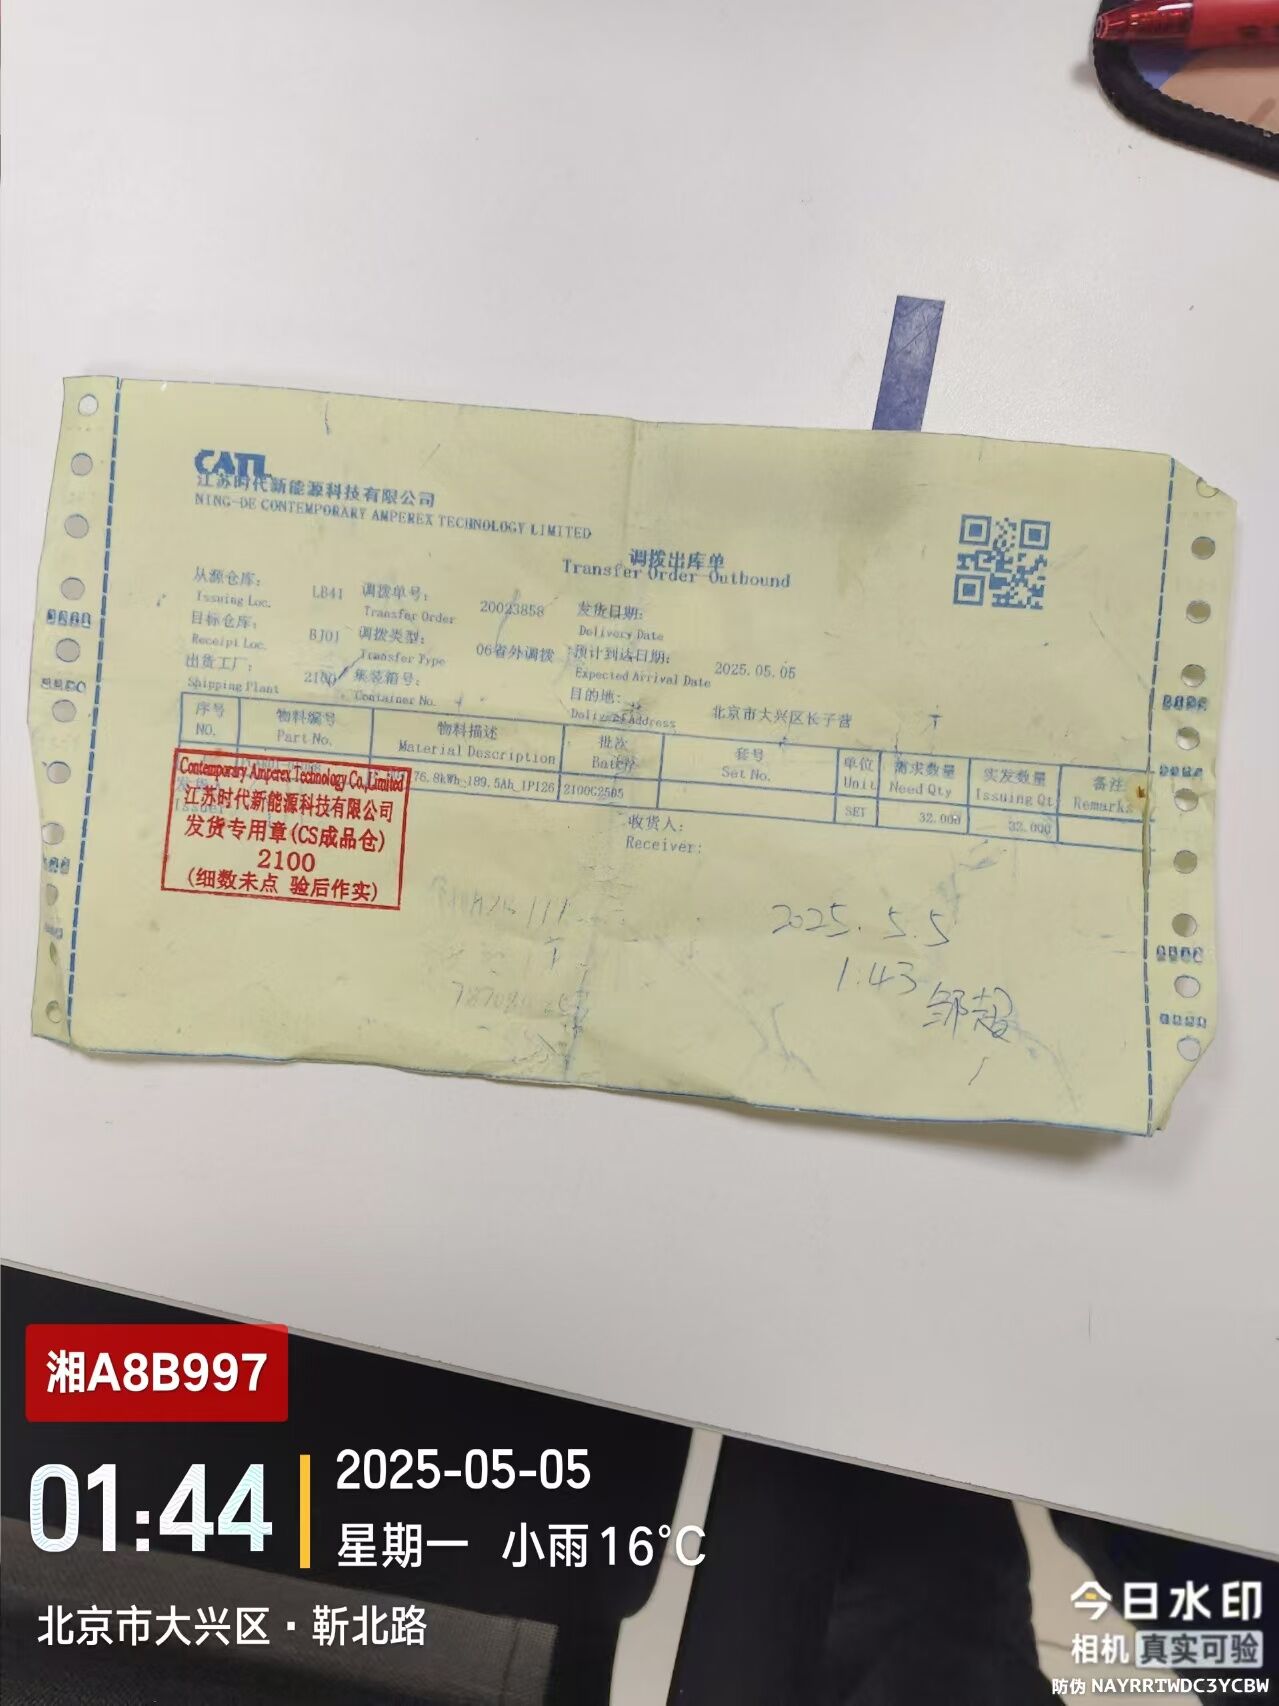 CATL
江苏时代新能源科技有限公司
NING-DE CONTEMPORARY AMPEREX TECHNOLOGY LIMITED
调拨出库单
Transfer Order Outbound
从源仓库: LB41 调拨单号: 20023858 发货日期:
Issuing Loc. Transfer Order Delivery Date
目标仓库: BJ01 调拨类型: 06省外调拨 预计到达日期: 2025.05.05
Receipt Loc. Transfer Type Expected Arrival Date
出货工厂: 2100 集装箱号: 目的地: 北京市大兴区长子营
Shipping Plant Container No. Delivery Address
序号 物料编号 物料描述 批次 套号 单位 需求数量 实发数量 备注
NO. Part No. Material Description Batch Set No. Unit Need Qty Issuing Qt Remarks
76.8kWh_189.5Ah_1P126 2100G2505 SET 32.000 32.000
收货人:
Receiver:
Contemporary Amperex Technology Co.,Limited
江苏时代新能源科技有限公司
发货专用章(CS成品仓)
2100
(细数未点 验后作实)
2025.5.5
1:43
邹超
湘A8B997
01:44
2025-05-05
星期一 小雨 16°C
北京市大兴区·靳北路
今日水印
相机 真实可验
防伪 NAYRRTWDC3YCBW